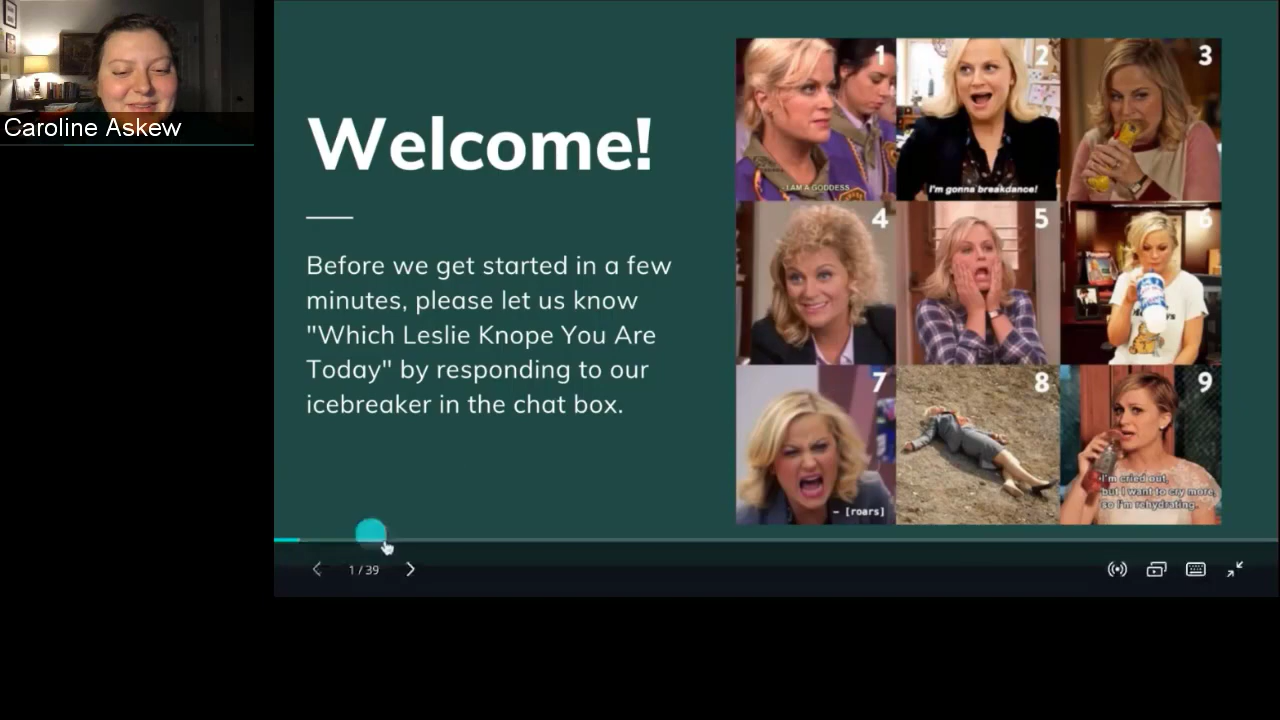 Caroline Askew
Welcome!
Before we get started in a few
minutes, please let us know
"Which Leslie Knope You Are
Today" by responding to our
icebreaker in the chat box.
1
I AM A GODDESS
2
I'm gonna breakdance!
3
4
5
6
7
- [roars]
8
9
I'm cried out,
but I want to cry more,
so I'm rehydrating.
1 / 39